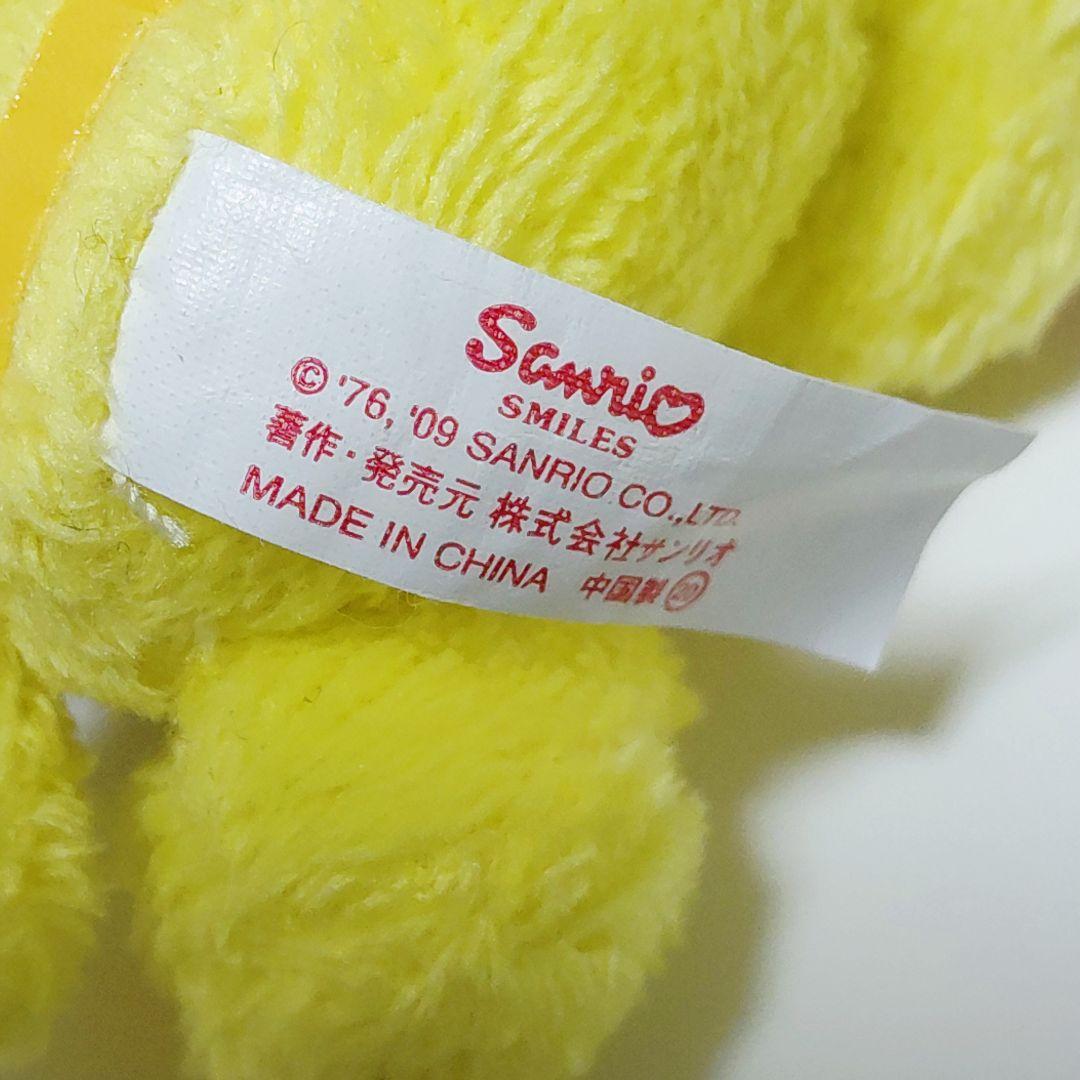 Sanrio
SMILES
© '76, '09 SANRIO CO., LTD.
著作・発売元 株式会社サンリオ
MADE IN CHINA 中国製 20